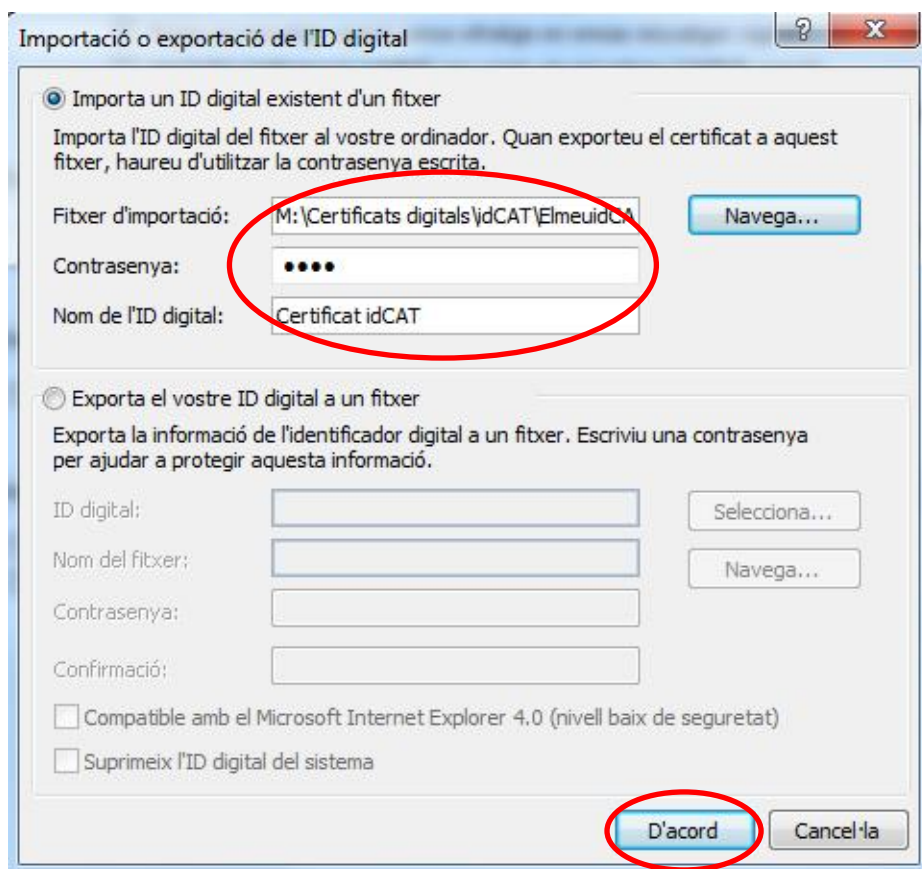 Importació o exportació de l'ID digital
Importa un ID digital existent d'un fitxer
Importa l'ID digital del fitxer al vostre ordinador. Quan exporteu el certificat a aquest
fitxer, haureu d'utilitzar la contrasenya escrita.
Fitxer d'importació: M:\Certificats digitals\idCAT\ElmeuidCA Navega...
Contrasenya: ●●●●
Nom de l'ID digital: Certificat idCAT
Exporta el vostre ID digital a un fitxer
Exporta la informació de l'identificador digital a un fitxer. Escriviu una contrasenya
per ajudar a protegir aquesta informació.
ID digital: Selecciona...
Nom del fitxer: Navega...
Contrasenya:
Confirmació:
Compatible amb el Microsoft Internet Explorer 4.0 (nivell baix de seguretat)
Suprimeix l'ID digital del sistema
D'acord Cancel·la